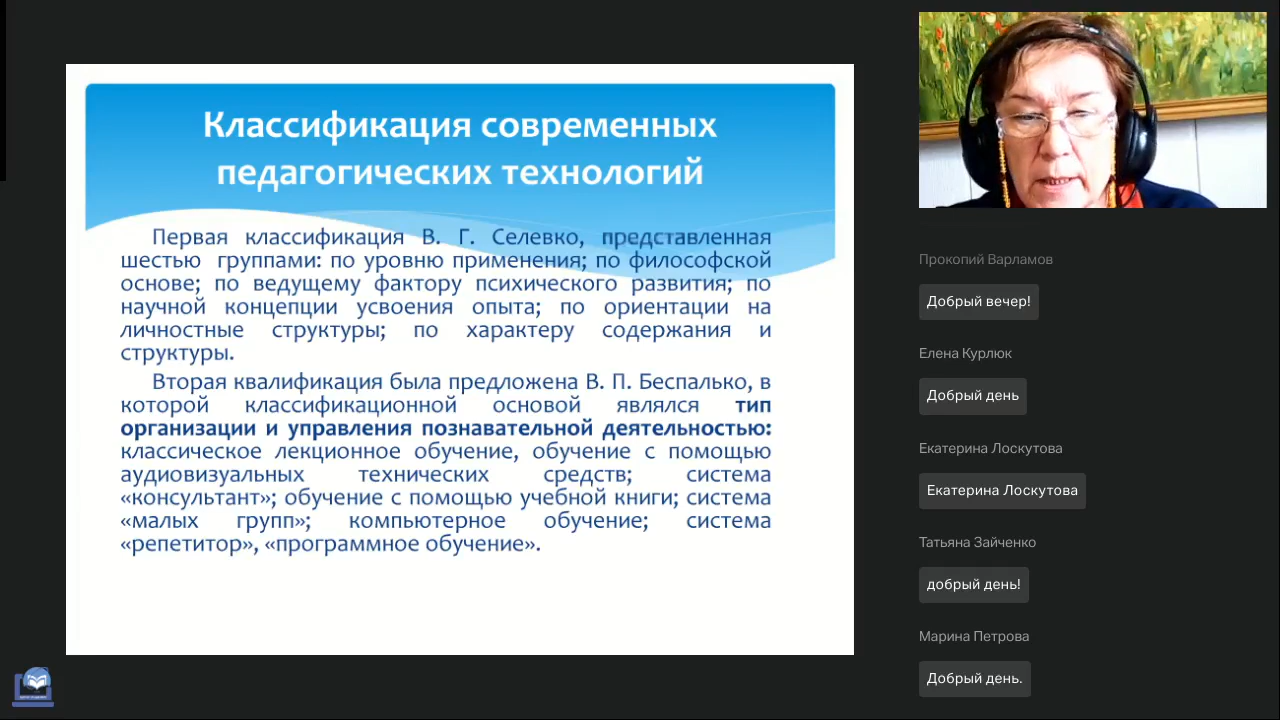 Классификация современных
педагогических технологий
Первая классификация В. Г. Селевко, представленная
шестью группами: по уровню применения; по философской
основе; по ведущему фактору психического развития; по
научной концепции усвоения опыта; по ориентации на
личностные структуры; по характеру содержания и
структуры.
Вторая квалификация была предложена В. П. Беспалько, в
которой классификационной основой являлся тип
организации и управления познавательной деятельностью:
классическое лекционное обучение, обучение с помощью
аудиовизуальных технических средств; система
«консультант»; обучение с помощью учебной книги; система
«малых групп»; компьютерное обучение; система
«репетитор», «программное обучение».
Прокопий Варламов
Добрый вечер!
Елена Курлюк
Добрый день
Екатерина Лоскутова
Екатерина Лоскутова
Татьяна Зайченко
добрый день!
Марина Петрова
Добрый день.